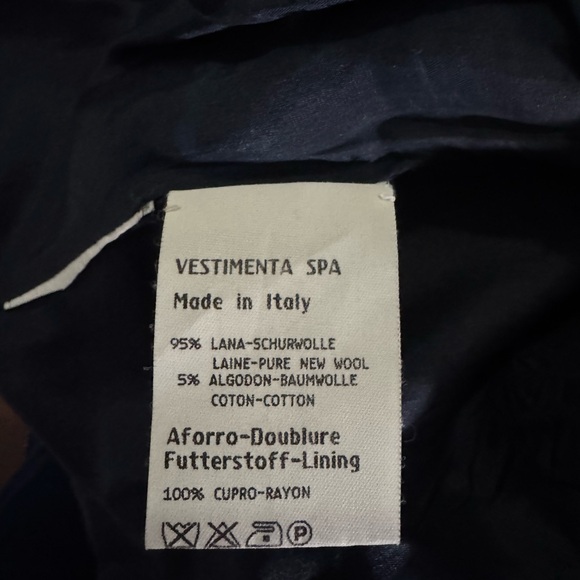 VESTIMENTA SPA
Made in Italy
95% LANA-SCHURWOLLE
LAINE-PURE NEW WOOL
5% ALGODON-BAUMWOLLE
COTON-COTTON
Aforro-Doublure
Futterstoff-Lining
100% CUPRO-RAYON
P